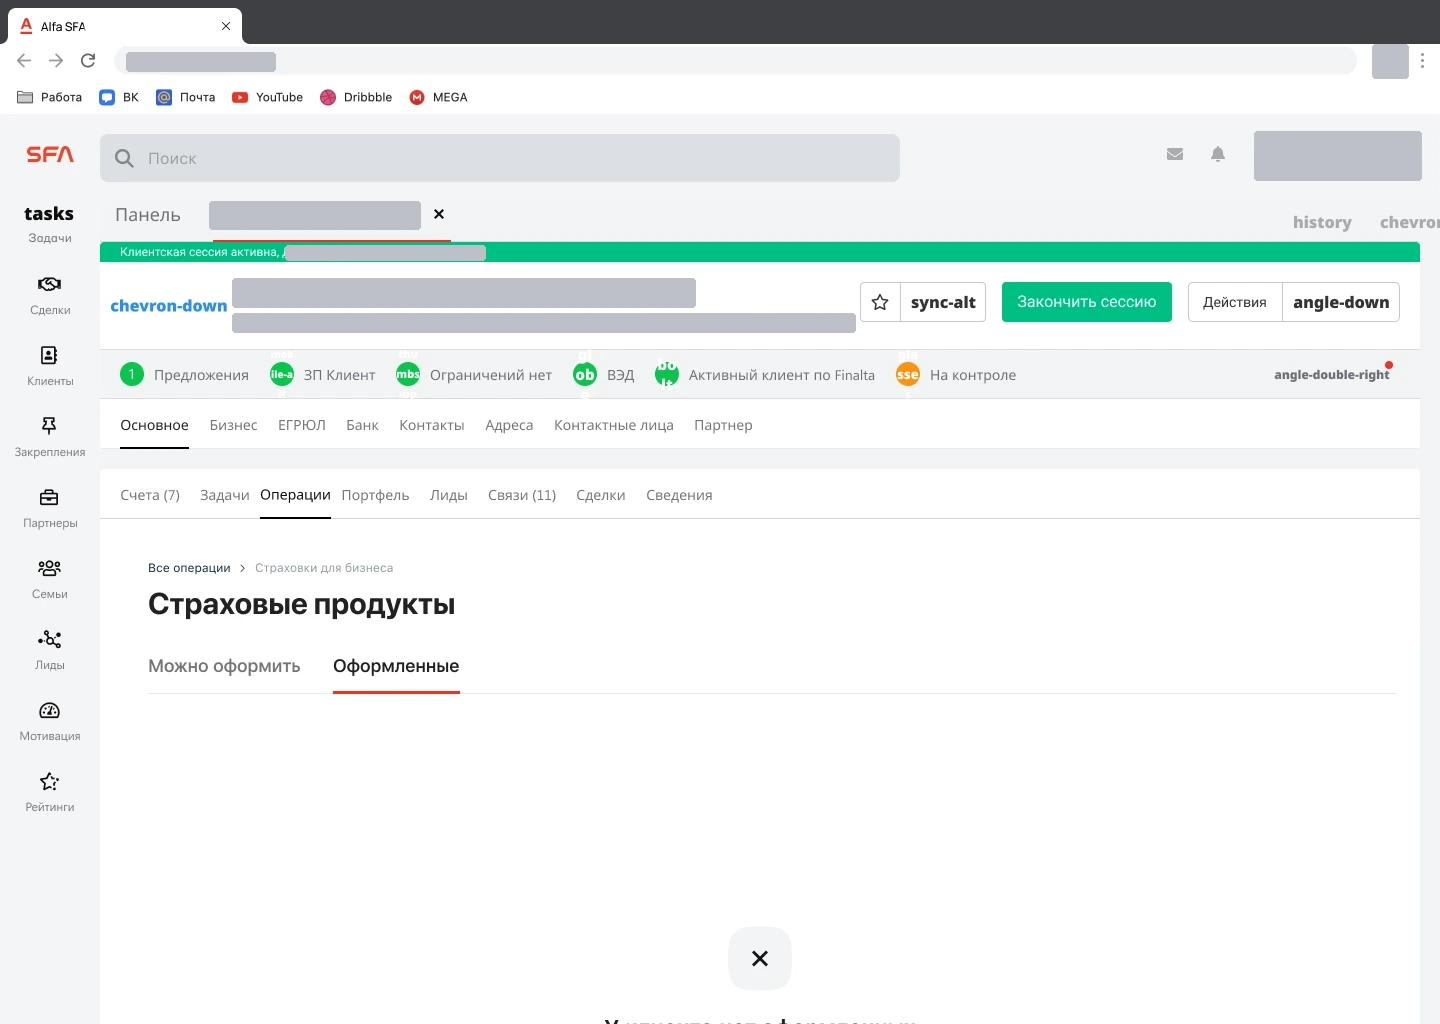 Alfa SFA
Работа ВК Почта YouTube Dribbble MEGA
SFA Поиск
tasks Панель
Задачи history chevron
Клиентская сессия активна,
Сделки chevron-down sync-alt Закончить сессию Действия angle-down
1 Предложения ЗП Клиент mbs Ограничений нет ob ВЭД Активный клиент по Finalta sse На контроле angle-double-right
Клиенты
Основное Бизнес ЕГРЮЛ Банк Контакты Адреса Контактные лица Партнер
Закрепления
Счета (7) Задачи Операции Портфель Лиды Связи (11) Сделки Сведения
Партнеры
Все операции > Страховки для бизнеса
Семьи
Страховые продукты
Лиды
Можно оформить Оформленные
Мотивация
Рейтинги